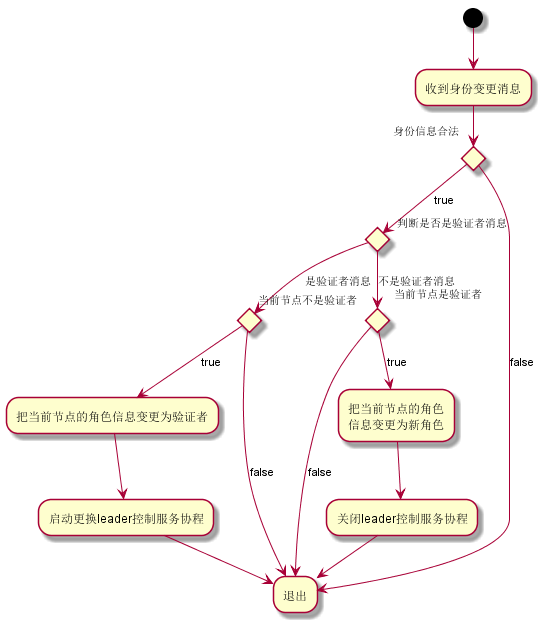 收到身份变更消息
身份信息合法
true
判断是否是验证者消息
是验证者消息
不是验证者消息
当前节点不是验证者
当前节点是验证者
true
true
false
把当前节点的角色信息变更为验证者
把当前节点的角色
信息变更为新角色
false
false
启动更换leader控制服务协程
关闭leader控制服务协程
退出